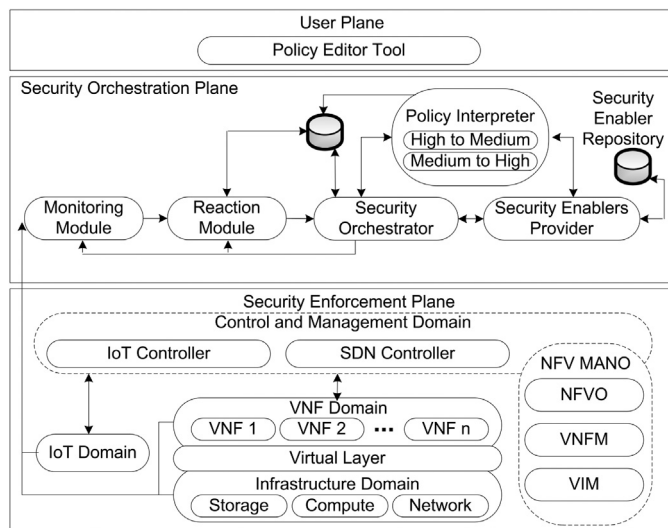 User Plane
Policy Editor Tool
Security Orchestration Plane
Policy Interpreter
High to Medium
Medium to High
Security
Enabler
Repository
Monitoring
Module
Reaction
Module
Security
Orchestrator
Security Enablers
Provider
Security Enforcement Plane
Control and Management Domain
IoT Controller
SDN Controller
NFV MANO
NFVO
VNFM
VIM
VNF Domain
VNF 1
VNF 2
...
VNF n
IoT Domain
Virtual Layer
Infrastructure Domain
Storage
Compute
Network